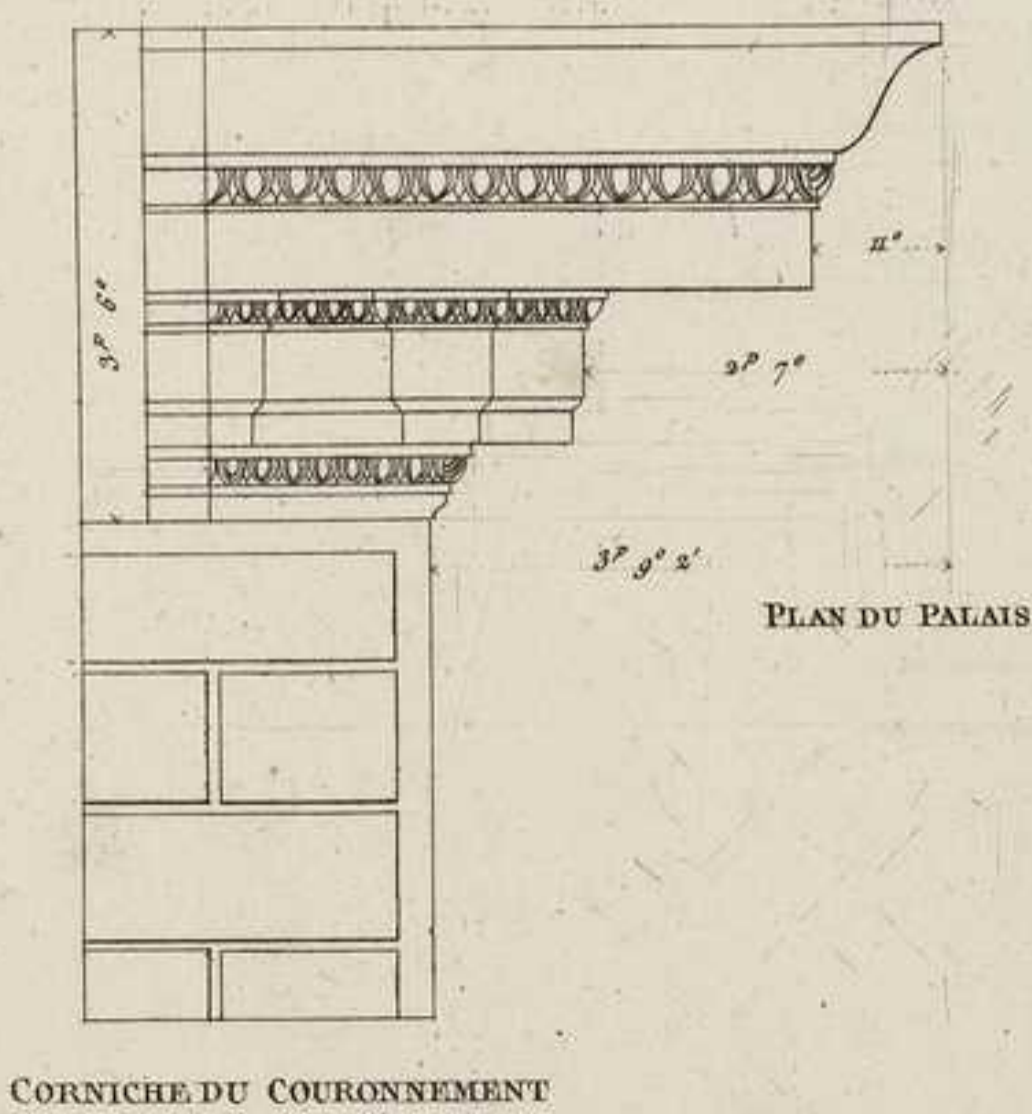 3ᴾ 6°
11°
2ᴾ 7°
3ᴾ 9° 2'
PLAN DU PALAIS
CORNICHE DU COURONNEMENT